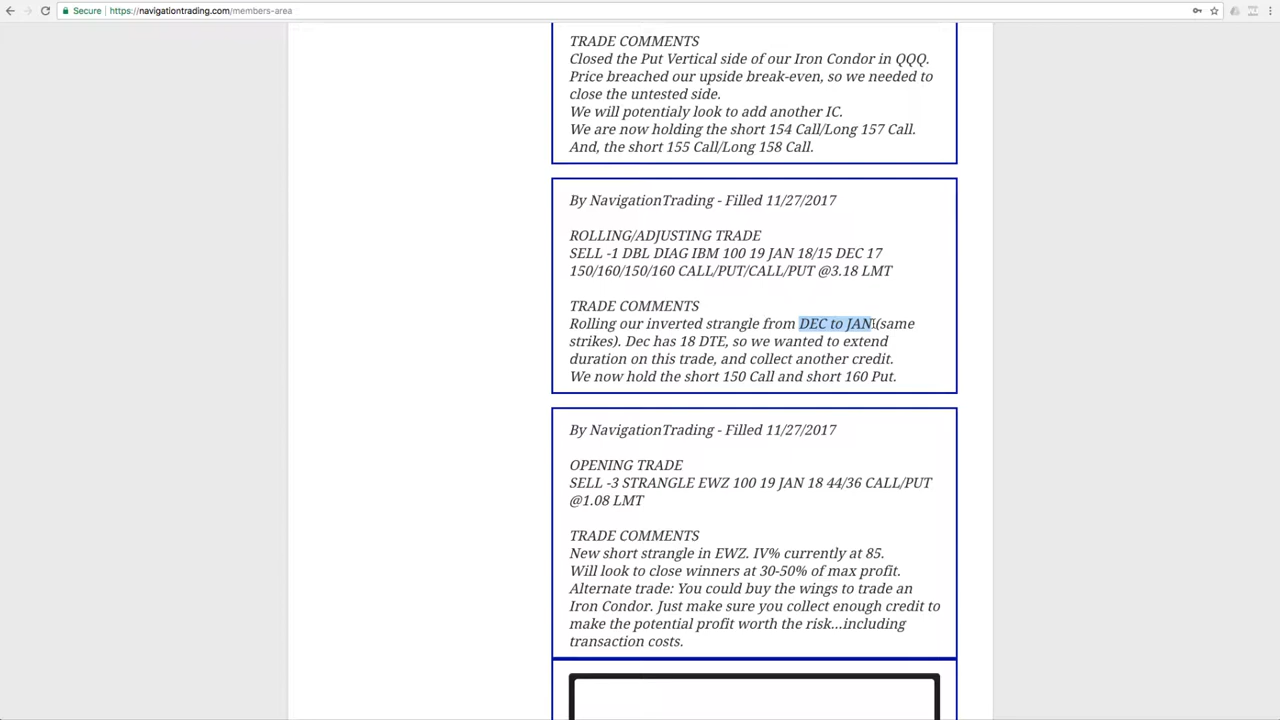 Secure
https://navigationtrading.com/members-area
TRADE COMMENTS
Closed the Put Vertical side of our Iron Condor in QQQ.
Price breached our upside break-even, so we needed to
close the untested side.
We will potentialy look to add another IC.
We are now holding the short 154 Call/Long 157 Call.
And, the short 155 Call/Long 158 Call.
By NavigationTrading - Filled 11/27/2017
ROLLING/ADJUSTING TRADE
SELL -1 DBL DIAG IBM 100 19 JAN 18/15 DEC 17
150/160/150/160 CALL/PUT/CALL/PUT @3.18 LMT
TRADE COMMENTS
Rolling our inverted strangle from DEC to JAN (same
strikes). Dec has 18 DTE, so we wanted to extend
duration on this trade, and collect another credit.
We now hold the short 150 Call and short 160 Put.
By NavigationTrading - Filled 11/27/2017
OPENING TRADE
SELL -3 STRANGLE EWZ 100 19 JAN 18 44/36 CALL/PUT
@1.08 LMT
TRADE COMMENTS
New short strangle in EWZ. IV% currently at 85.
Will look to close winners at 30-50% of max profit.
Alternate trade: You could buy the wings to trade an
Iron Condor. Just make sure you collect enough credit to
make the potential profit worth the risk...including
transaction costs.